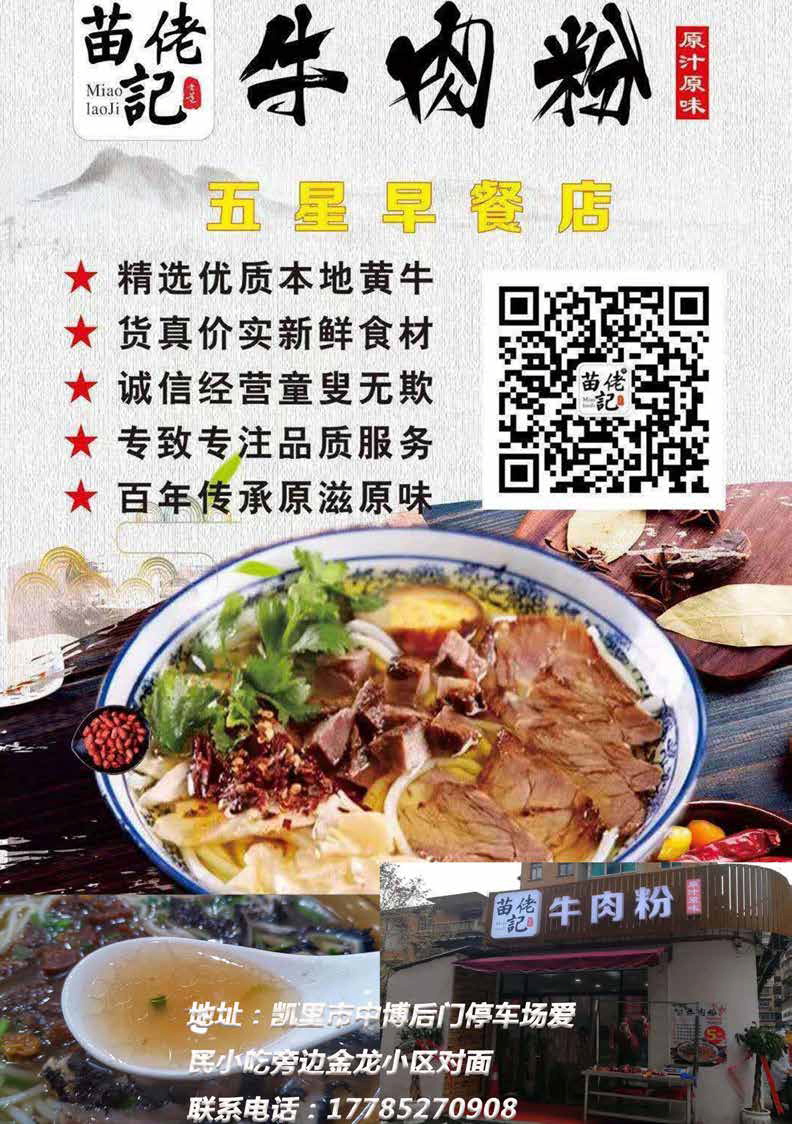 苗佬記
Miao
laoJi
牛肉粉
原汁原味
五星早餐店
精选优质本地黄牛
货真价实新鲜食材
诚信经营童叟无欺
专致专注品质服务
百年传承原滋原味
苗佬記
苗佬記
牛肉粉
原汁原味
地址：凯里市中博后门停车场爱
民小吃旁边金龙小区对面
联系电话：17785270908